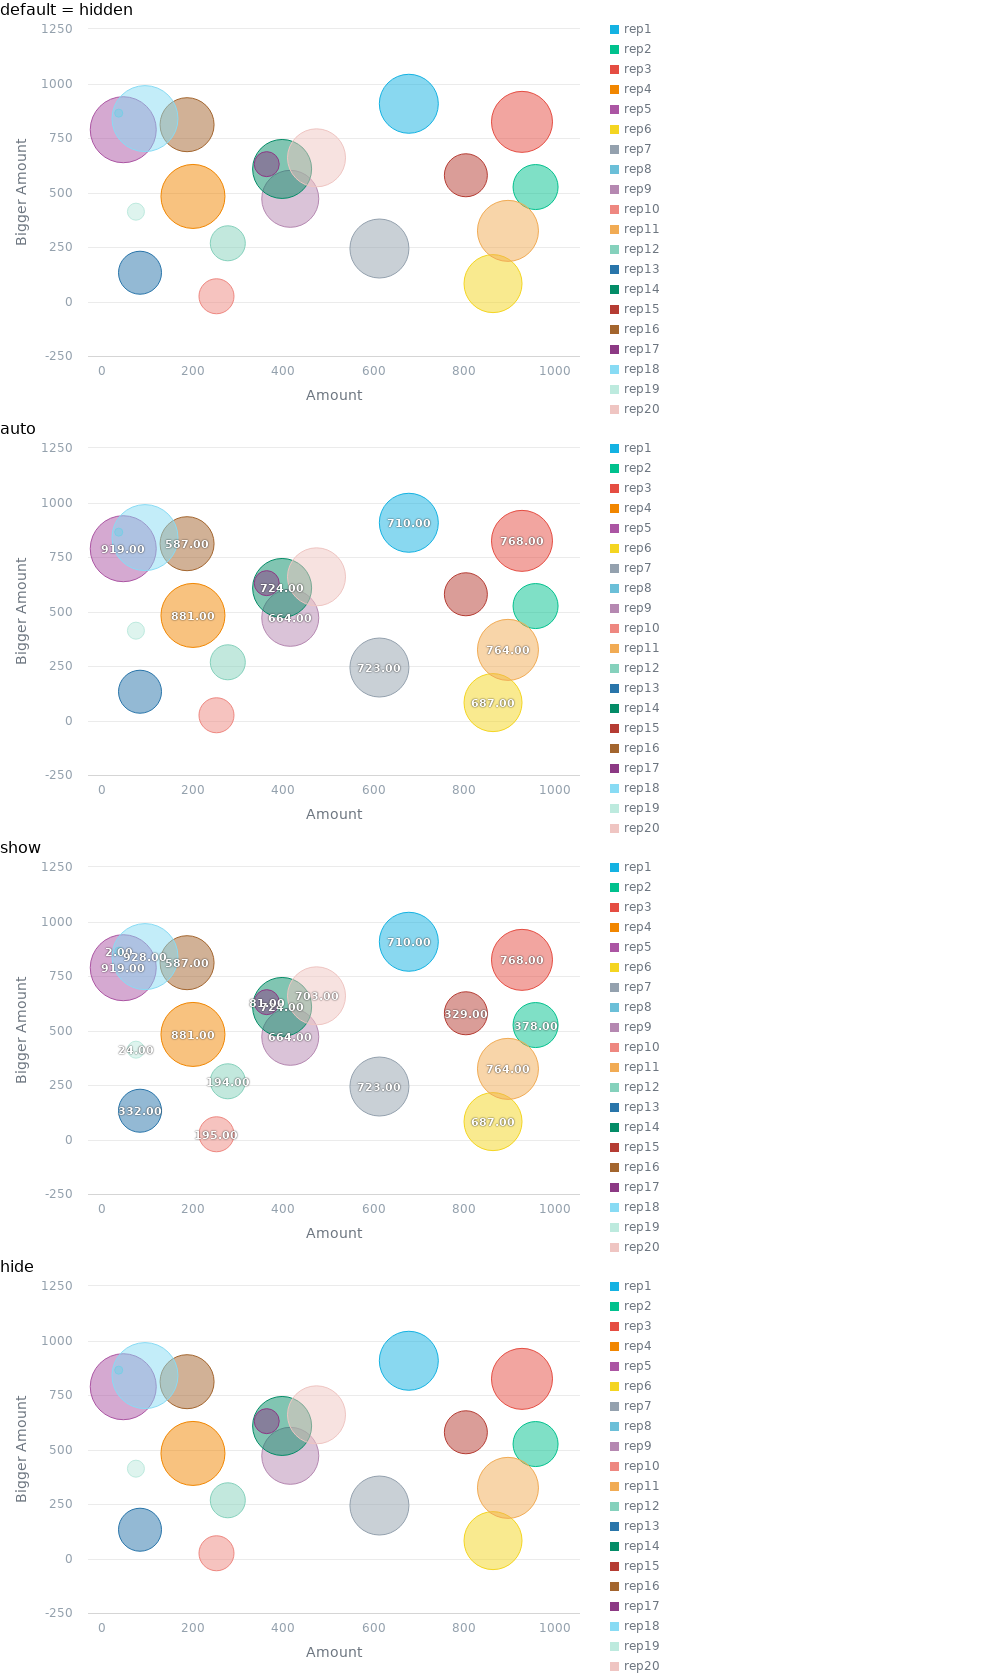 default = hidden
1250
1000
750
500
250
0
-250
Bigger Amount
0 200 400 600 800 1000
Amount
rep1
rep2
rep3
rep4
rep5
rep6
rep7
rep8
rep9
rep10
rep11
rep12
rep13
rep14
rep15
rep16
rep17
rep18
rep19
rep20
auto
1250
1000
750
500
250
0
-250
Bigger Amount
710.00
768.00
919.00
587.00
724.00
881.00
664.00
764.00
723.00
687.00
0 200 400 600 800 1000
Amount
rep1
rep2
rep3
rep4
rep5
rep6
rep7
rep8
rep9
rep10
rep11
rep12
rep13
rep14
rep15
rep16
rep17
rep18
rep19
rep20
show
1250
1000
750
500
250
0
-250
Bigger Amount
710.00
2.00
928.00
768.00
587.00
919.00
703.00
81.00
724.00
329.00
378.00
881.00
664.00
24.00
764.00
194.00
723.00
332.00
687.00
195.00
0 200 400 600 800 1000
Amount
rep1
rep2
rep3
rep4
rep5
rep6
rep7
rep8
rep9
rep10
rep11
rep12
rep13
rep14
rep15
rep16
rep17
rep18
rep19
rep20
hide
1250
1000
750
500
250
0
-250
Bigger Amount
0 200 400 600 800 1000
Amount
rep1
rep2
rep3
rep4
rep5
rep6
rep7
rep8
rep9
rep10
rep11
rep12
rep13
rep14
rep15
rep16
rep17
rep18
rep19
rep20